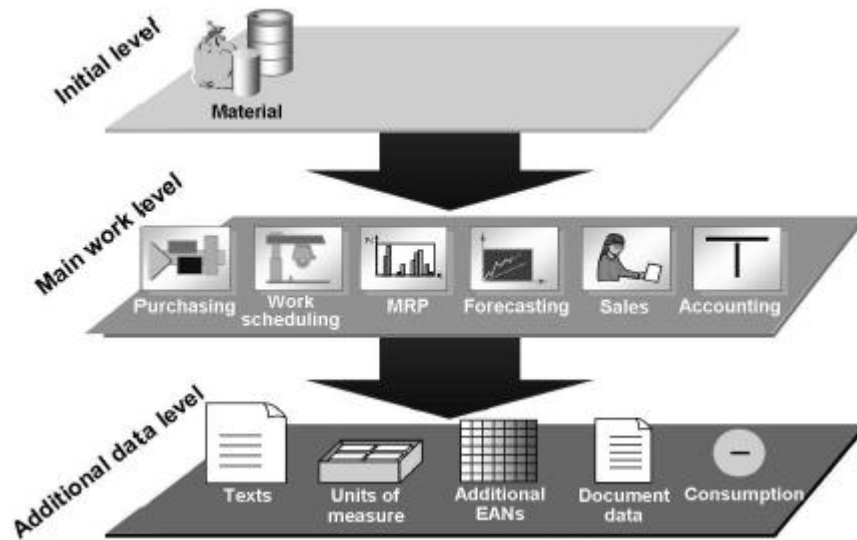 Initial level
Material
Main work level
Purchasing
Work
scheduling
MRP
Forecasting
Sales
Accounting
Additional data level
Texts
Units of
measure
Additional
EANs
Document
data
Consumption